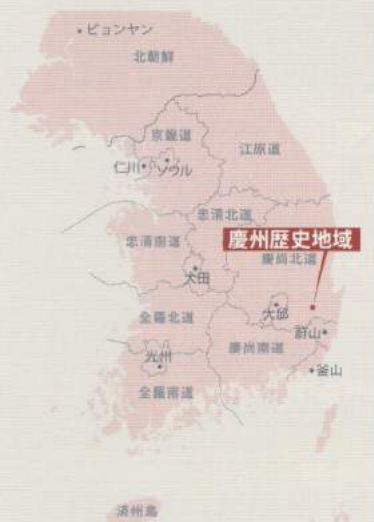 ピョンヤン
北朝鮮
京畿道
江原道
仁川
ソウル
忠清北道
忠清南道
慶州歴史地域
慶尚北道
大田
全羅北道
大邱
蔚山
光州
慶尚南道
釜山
全羅南道
済州島